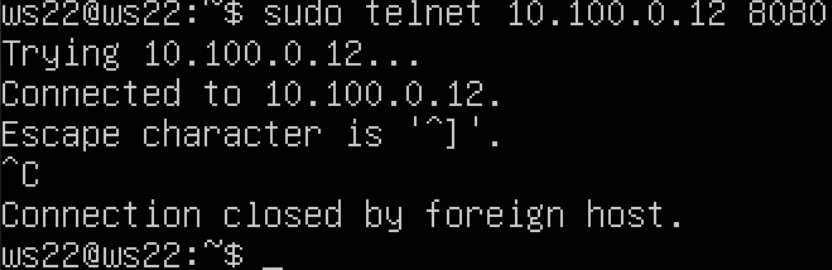 ws22@ws22:~$ sudo telnet 10.100.0.12 8080
Trying 10.100.0.12...
Connected to 10.100.0.12.
Escape character is '^]'.
^C
Connection closed by foreign host.
ws22@ws22:~$ _